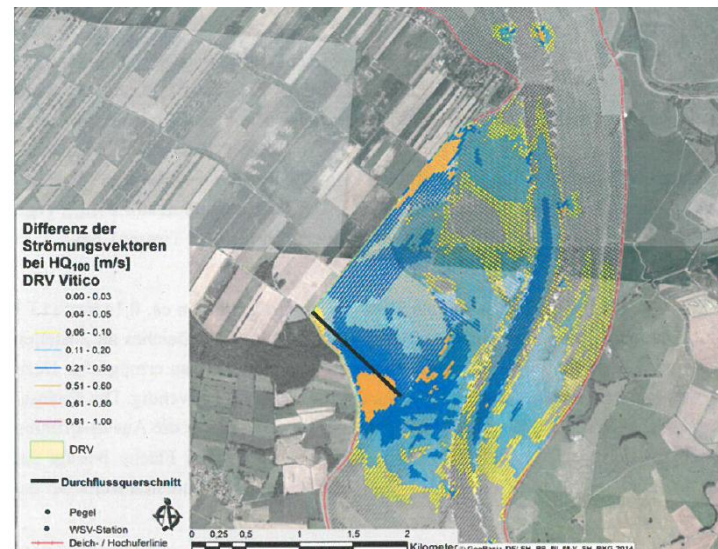 Differenz der
Strömungsvektoren
bei HQ100 [m/s]
DRV Vitico
0.00 - 0.03
0.04 - 0.05
0.06 - 0.10
0.11 - 0.20
0.21 - 0.50
0.51 - 0.60
0.61 - 0.80
0.81 - 1.00
DRV
Durchflussquerschnitt
Pegel
WSV-Station
Deich- / Hochuferlinie
0 0.25 0.5 1 1.5 2
Kilometer